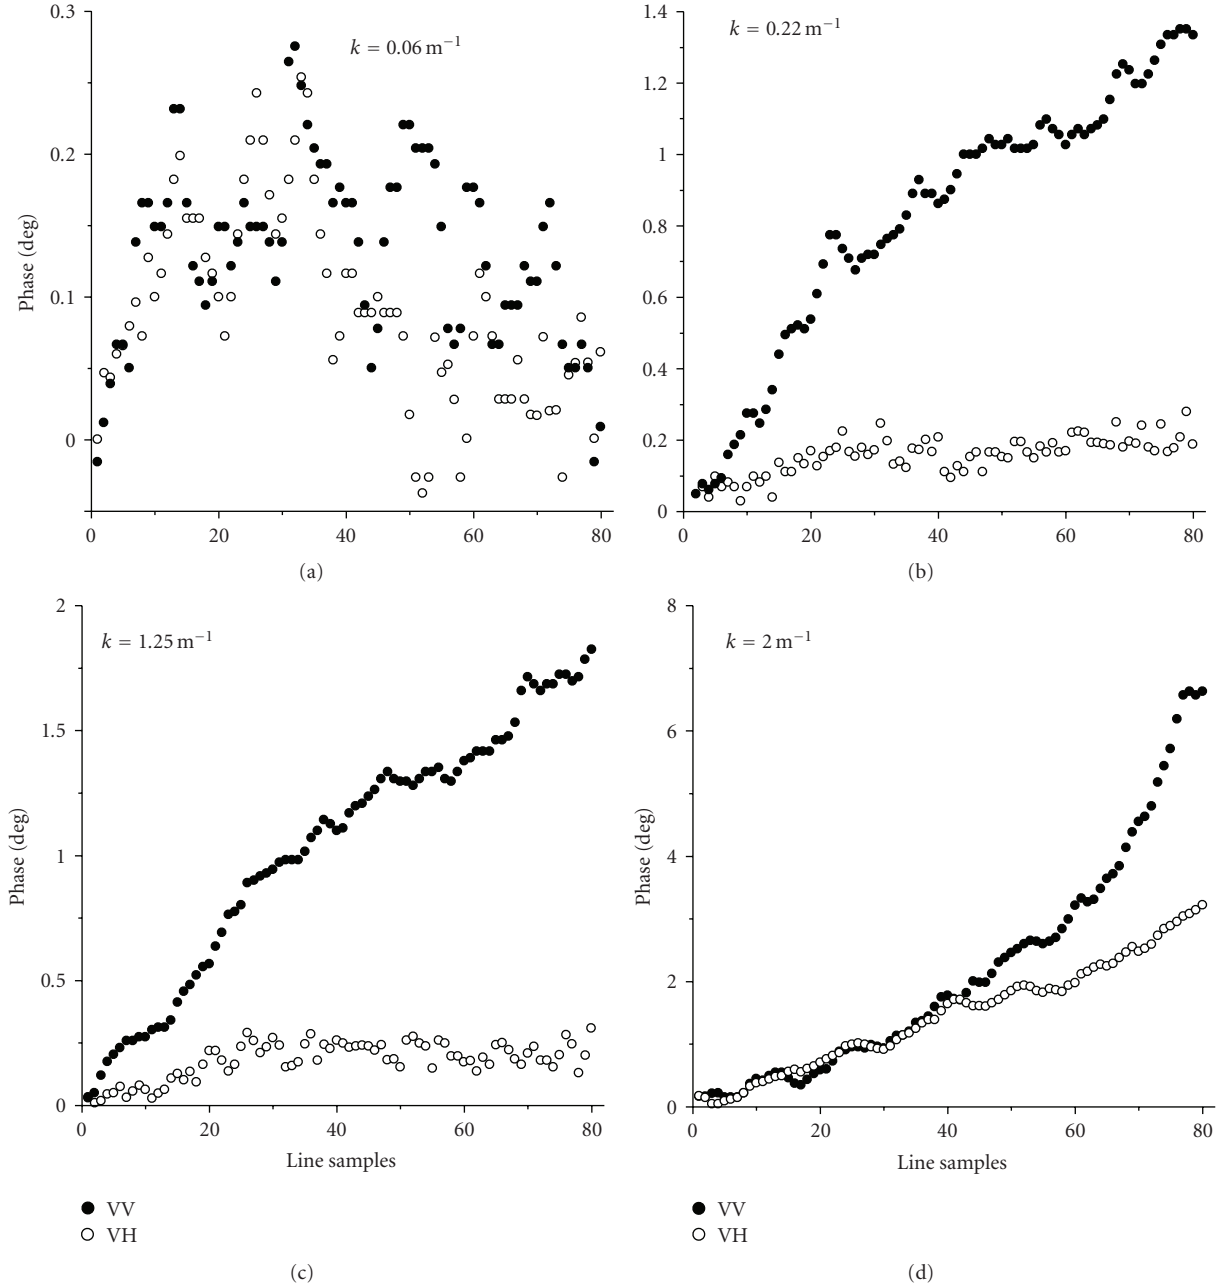 k = 0.06 m⁻¹
Phase (deg)
0.3
0.2
0.1
0
0 20 40 60 80
(a)
k = 0.22 m⁻¹
1.4
1.2
1
0.8
0.6
0.4
0.2
0
0 20 40 60 80
(b)
k = 1.25 m⁻¹
Phase (deg)
2
1.5
1
0.5
0
0 20 40 60 80
Line samples
VV
VH
(c)
k = 2 m⁻¹
Phase (deg)
8
6
4
2
0
0 20 40 60 80
Line samples
VV
VH
(d)